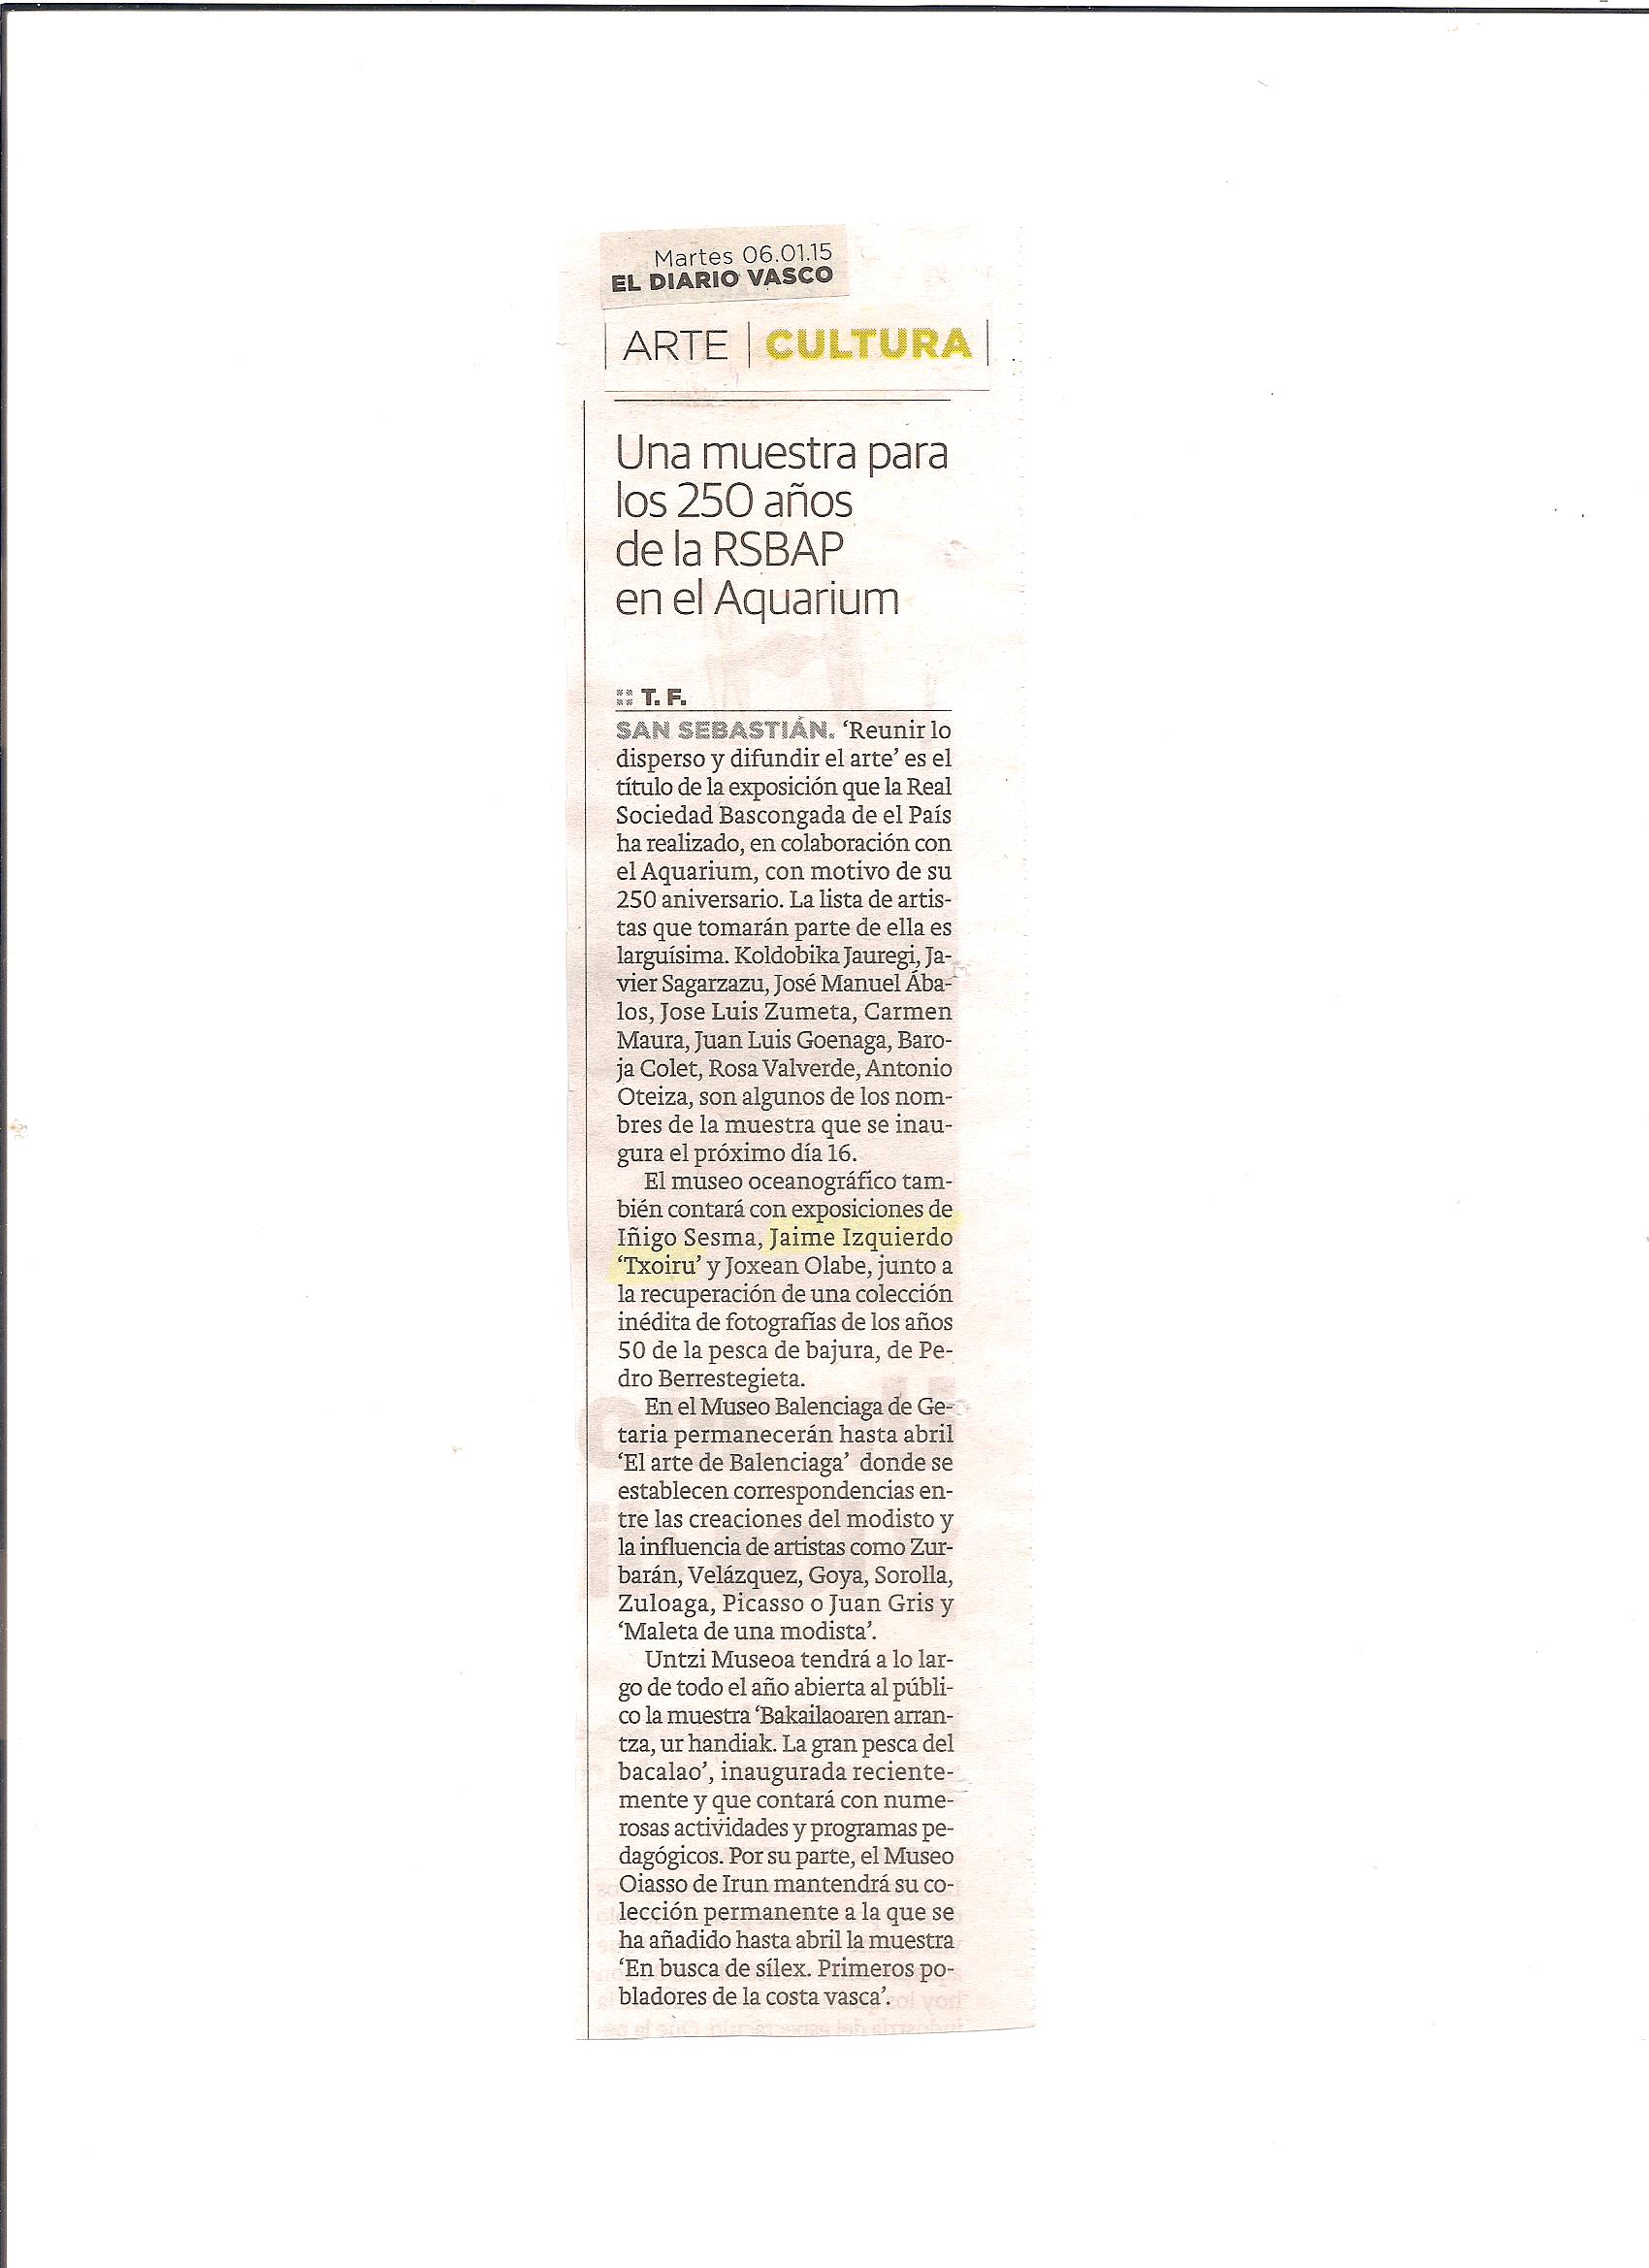 Martes 06.01.15
EL DIARIO VASCO
ARTE | CULTURA
Una muestra para
los 250 años
de la RSBAP
en el Aquarium
T. F.
SAN SEBASTIÁN. ‘Reunir lo
disperso y difundir el arte’ es el
título de la exposición que la Real
Sociedad Bascongada de el País
ha realizado, en colaboración con
el Aquarium, con motivo de su
250 aniversario. La lista de artis-
tas que tomarán parte de ella es
larguísima. Koldobika Jauregi, Ja-
vier Sagarzazu, José Manuel Ába-
los, Jose Luis Zumeta, Carmen
Maura, Juan Luis Goenaga, Baro-
ja Colet, Rosa Valverde, Antonio
Oteiza, son algunos de los nom-
bres de la muestra que se inau-
gura el próximo día 16.
El museo oceanográfico tam-
bién contará con exposiciones de
Iñigo Sesma, Jaime Izquierdo
‘Txoiru’ y Joxean Olabe, junto a
la recuperación de una colección
inédita de fotografías de los años
50 de la pesca de bajura, de Pe-
dro Berrestegieta.
En el Museo Balenciaga de Ge-
taria permanecerán hasta abril
‘El arte de Balenciaga’ donde se
establecen correspondencias en-
tre las creaciones del modisto y
la influencia de artistas como Zur-
barán, Velázquez, Goya, Sorolla,
Zuloaga, Picasso o Juan Gris y
‘Maleta de una modista’.
Untzi Museoa tendrá a lo lar-
go de todo el año abierta al públi-
co la muestra ‘Bakailaoaren arran-
tza, ur handiak. La gran pesca del
bacalao’, inaugurada reciente-
mente y que contará con nume-
rosas actividades y programas pe-
dagógicos. Por su parte, el Museo
Oiasso de Irun mantendrá su co-
lección permanente a la que se
ha añadido hasta abril la muestra
‘En busca de sílex. Primeros po-
bladores de la costa vasca’.